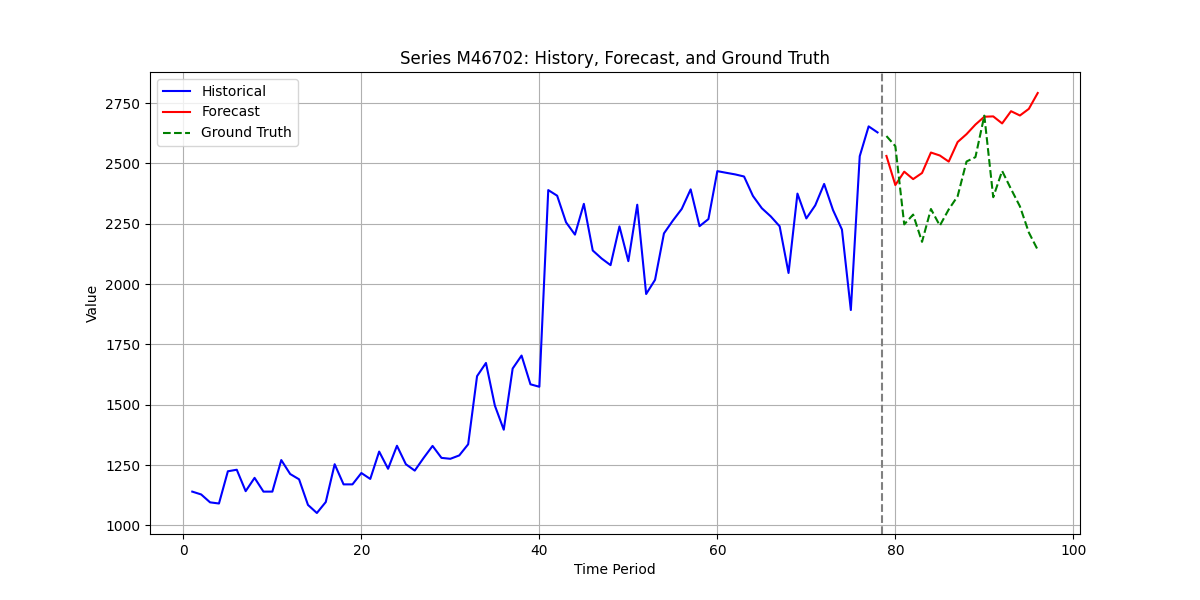 Series M46702: History, Forecast, and Ground Truth
Historical
Forecast
Ground Truth
2750
2500
2250
2000
1750
1500
1250
1000
Value
0 20 40 60 80 100
Time Period